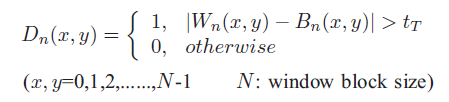 Dn(x, y) = { 1, |Wn(x, y) − Bn(x, y)| > tT
0, otherwise
(x, y=0,1,2,......,N-1 N: window block size)